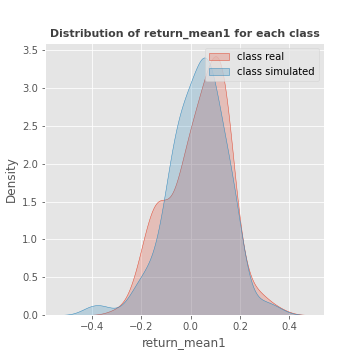 Distribution of return_mean1 for each class
class real
class simulated
3.5
3.0
2.5
2.0
1.5
1.0
0.5
0.0
Density
−0.4 −0.2 0.0 0.2 0.4
return_mean1